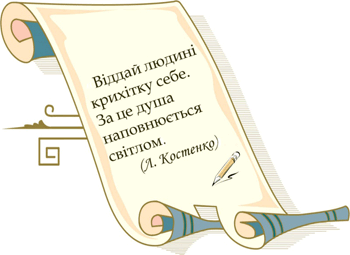 Віддай людині
крихітку себе.
За це душа
наповнюється
світлом.
(Л. Костенко)